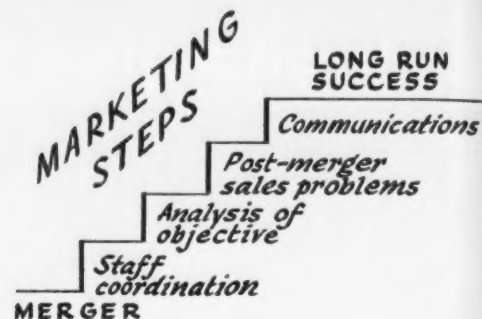 MARKETING
STEPS
LONG RUN
SUCCESS
Communications
Post-merger
sales problems
Analysis of
objective
Staff
coordination
MERGER